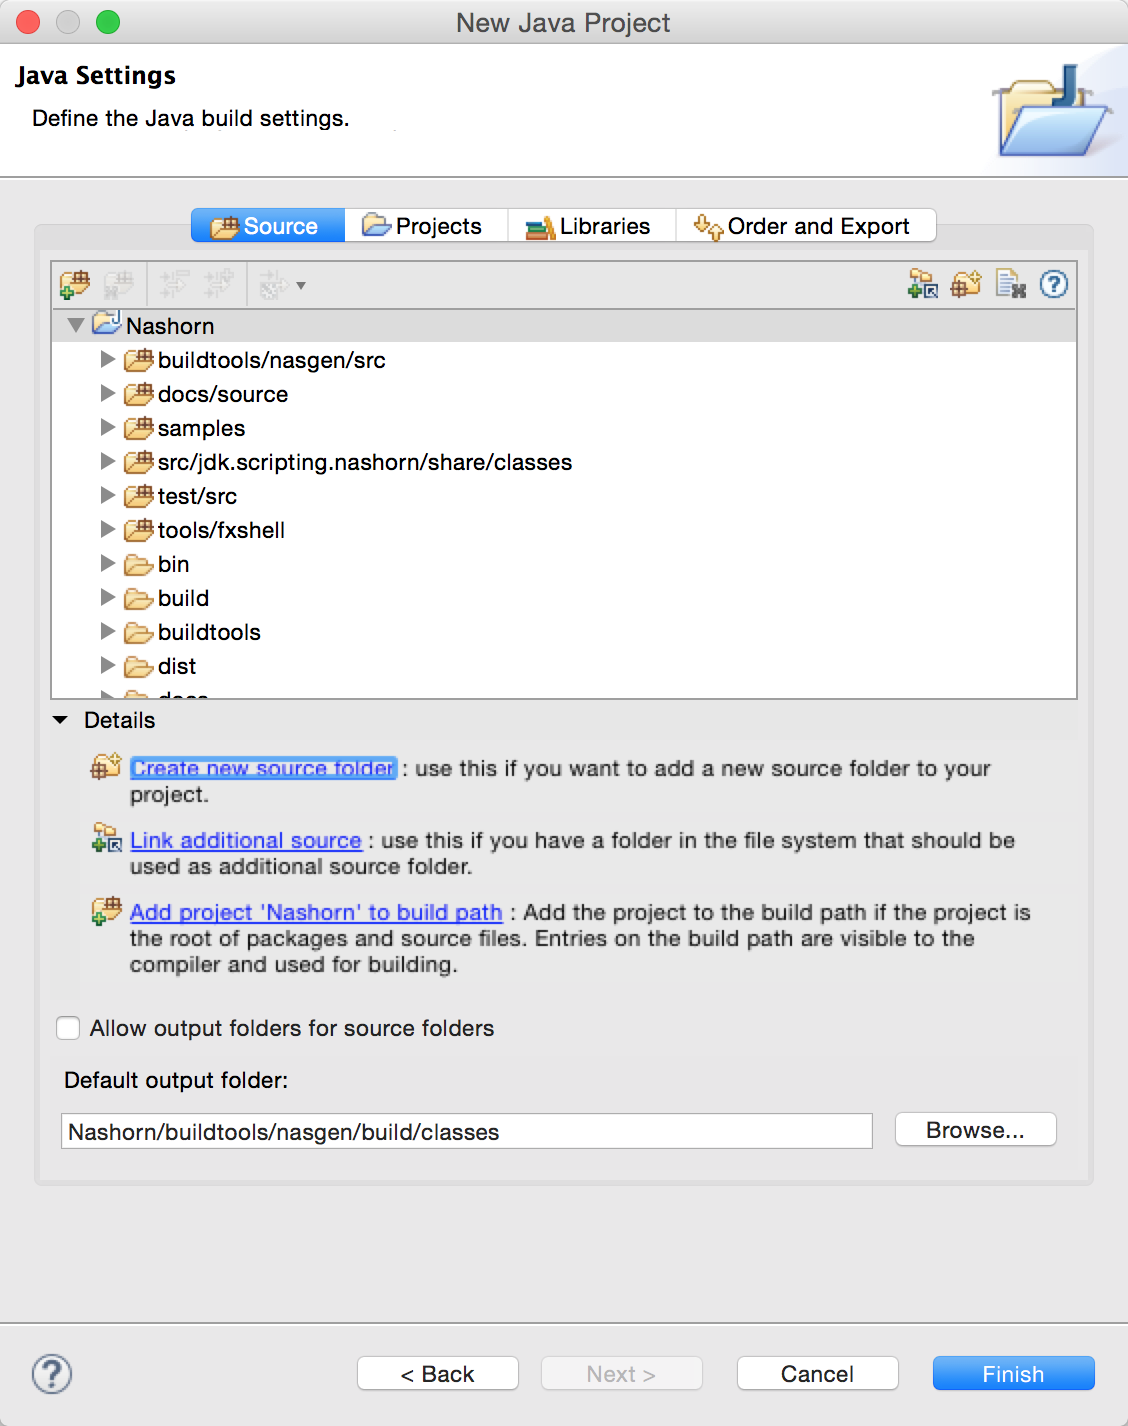 New Java Project
Java Settings
Define the Java build settings.
Source
Projects
Libraries
Order and Export
Nashorn
buildtools/nasgen/src
docs/source
samples
src/jdk.scripting.nashorn/share/classes
test/src
tools/fxshell
bin
build
buildtools
dist
docs
Details
Create new source folder : use this if you want to add a new source folder to your
project.
Link additional source : use this if you have a folder in the file system that should be
used as additional source folder.
Add project 'Nashorn' to build path : Add the project to the build path if the project is
the root of packages and source files. Entries on the build path are visible to the
compiler and used for building.
Allow output folders for source folders
Default output folder:
Nashorn/buildtools/nasgen/build/classes
Browse...
?
< Back
Next >
Cancel
Finish